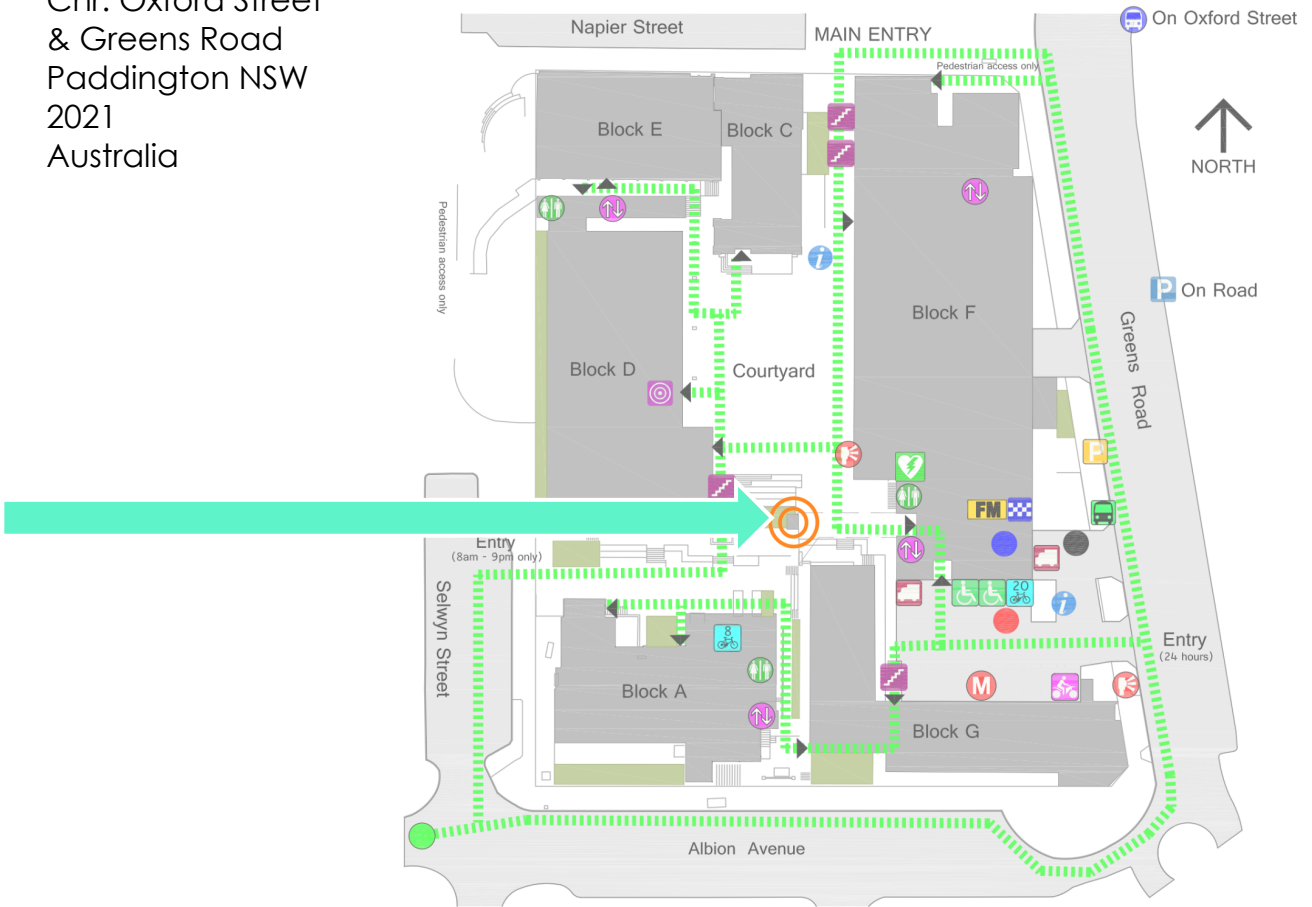 Cnr. Oxford Street
& Greens Road
Paddington NSW
2021
Australia
On Oxford Street
Napier Street
MAIN ENTRY
Pedestrian access only
Block E
Block C
NORTH
Pedestrian access only
i
P On Road
Block F
Greens Road
Block D
Courtyard
P
FM
Entry
(8am - 9pm only)
20
i
Selwyn Street
8
Entry
(24 hours)
M
Block A
Block G
Albion Avenue